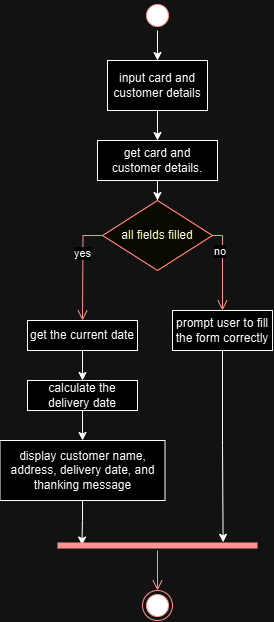 input card and
customer details
get card and
customer details.
all fields filled
yes
no
get the current date
prompt user to fill
the form correctly
calculate the
delivery date
display customer name,
address, delivery date, and
thanking message